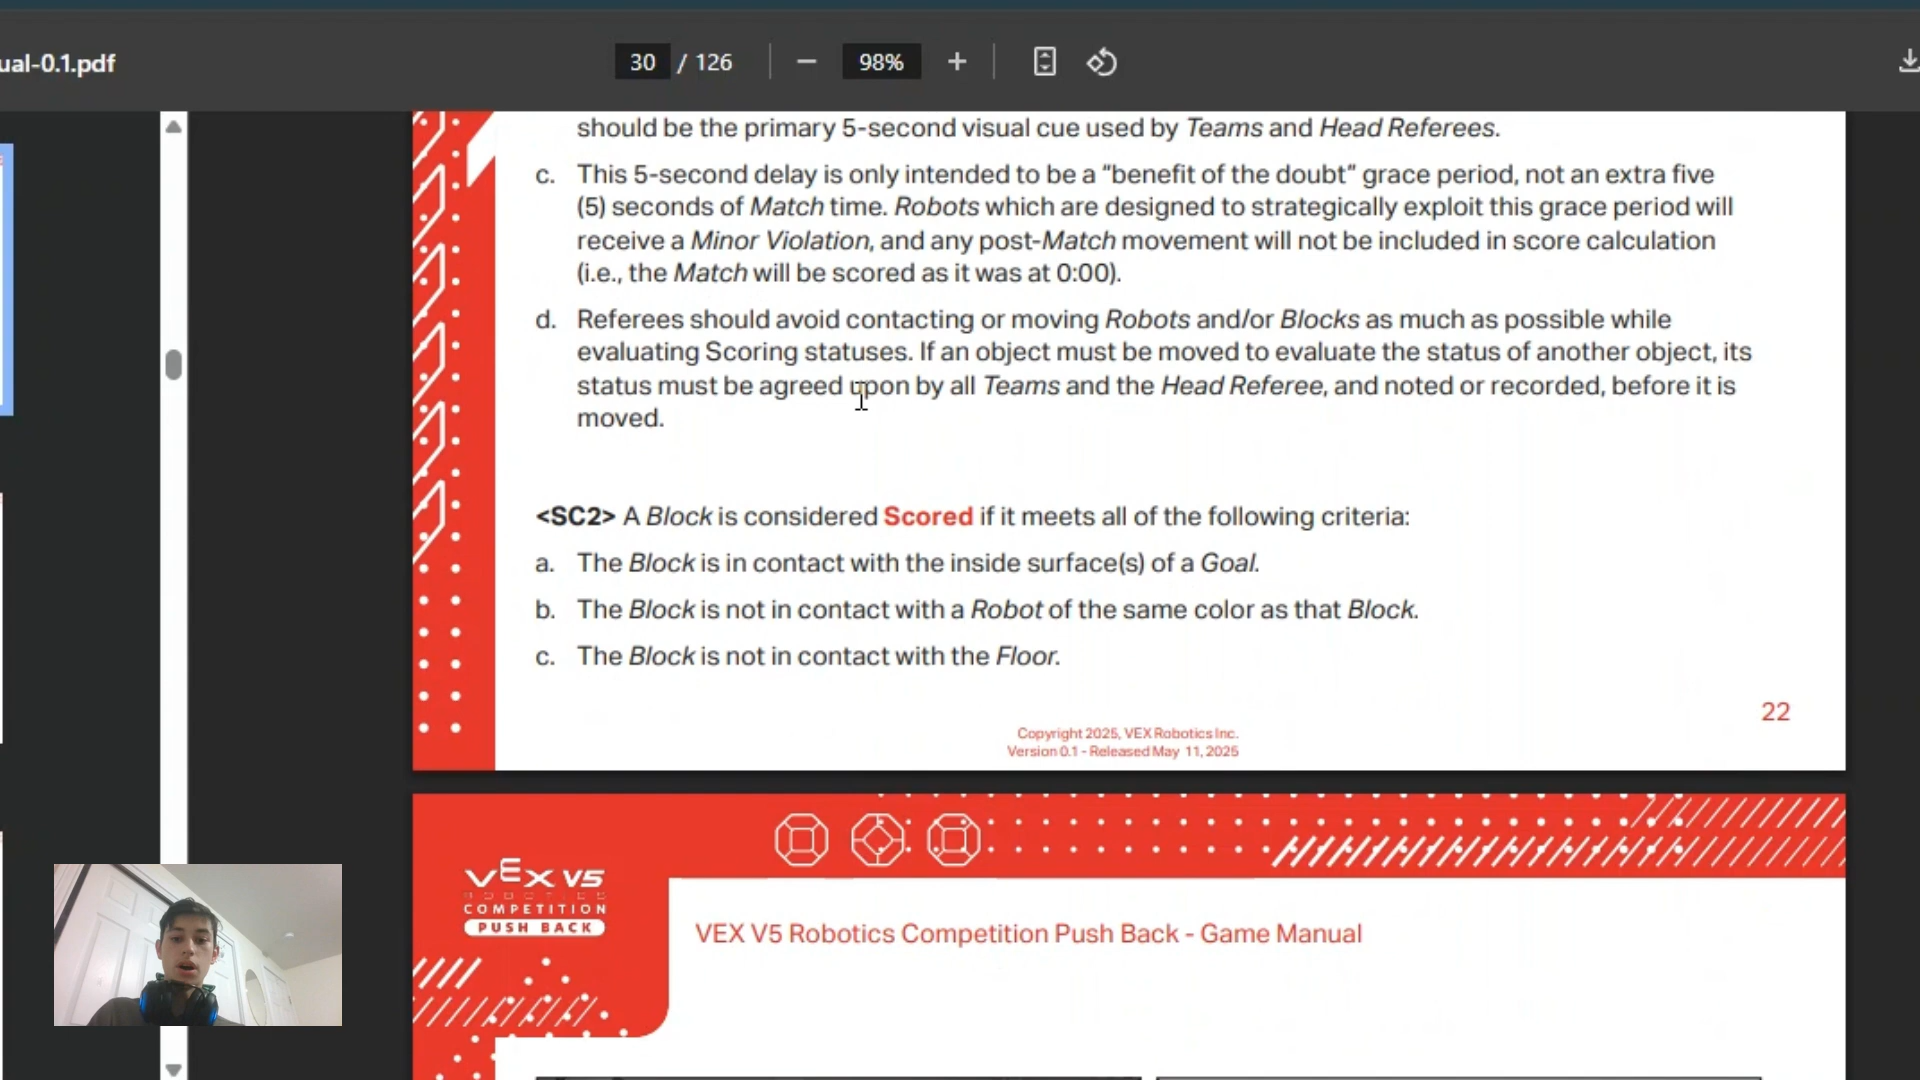 ual-0.1.pdf
30 / 126
98%
should be the primary 5-second visual cue used by Teams and Head Referees.
c. This 5-second delay is only intended to be a "benefit of the doubt" grace period, not an extra five
(5) seconds of Match time. Robots which are designed to strategically exploit this grace period will
receive a Minor Violation, and any post-Match movement will not be included in score calculation
(i.e., the Match will be scored as it was at 0:00).
d. Referees should avoid contacting or moving Robots and/or Blocks as much as possible while
evaluating Scoring statuses. If an object must be moved to evaluate the status of another object, its
status must be agreed upon by all Teams and the Head Referee, and noted or recorded, before it is
moved.
<SC2> A Block is considered Scored if it meets all of the following criteria:
a. The Block is in contact with the inside surface(s) of a Goal.
b. The Block is not in contact with a Robot of the same color as that Block.
c. The Block is not in contact with the Floor.
22
Copyright 2025, VEX Robotics Inc.
Version 0.1 - Released May 11, 2025
VEX V5
ROBOTICS
COMPETITION
PUSH BACK
VEX V5 Robotics Competition Push Back - Game Manual